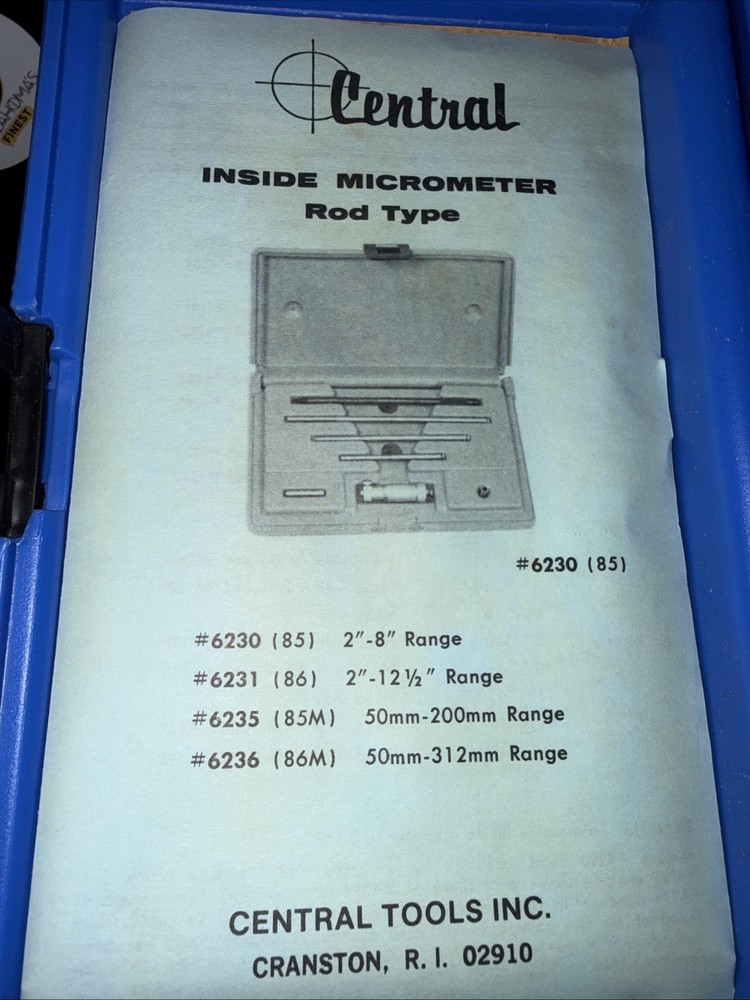 Central
INSIDE MICROMETER
Rod Type
#6230 (85)
#6230 (85) 2"-8" Range
#6231 (86) 2"-12½" Range
#6235 (85M) 50mm-200mm Range
#6236 (86M) 50mm-312mm Range
CENTRAL TOOLS INC.
CRANSTON, R. I. 02910
FINEST